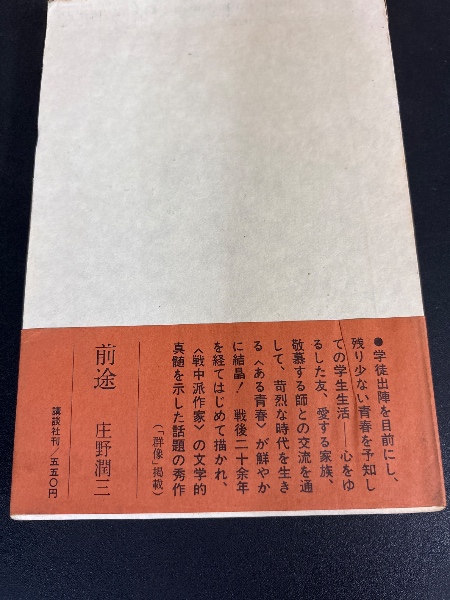 ●学徒出陣を目前にし、
残り少ない青春を予知し
ての学生生活——心をゆ
るした友、愛する家族、
敬慕する師との交流を通
して、苛烈な時代を生き
る〈ある青春〉が鮮やか
に結晶！　戦後二十余年
を経てはじめて描かれ、
〈戦中派作家〉の文学的
真髄を示した話題の秀作
（「群像」掲載）
前途
庄野潤三
講談社刊／五五〇円